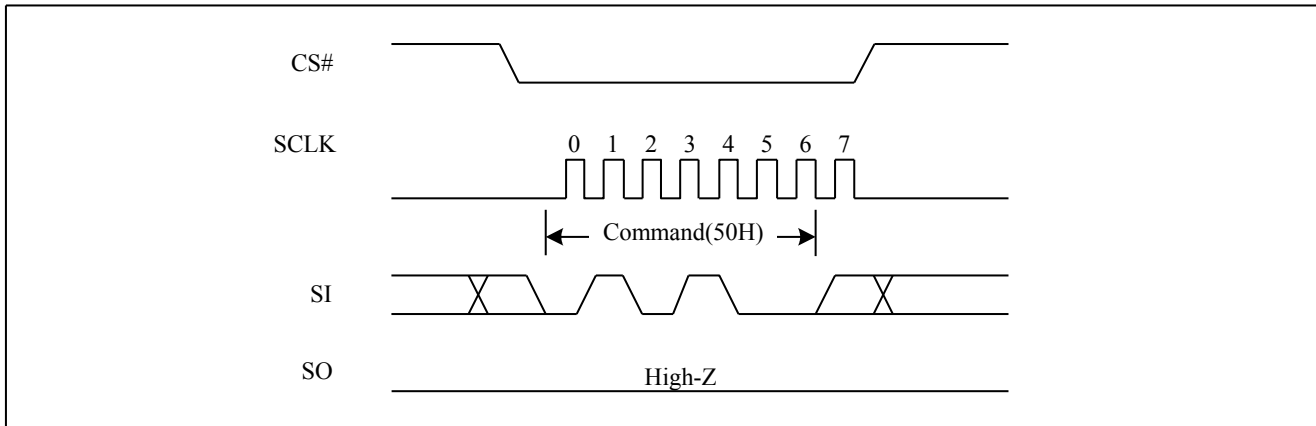 CS#
SCLK
0 1 2 3 4 5 6 7
Command(50H)
SI
SO
High-Z